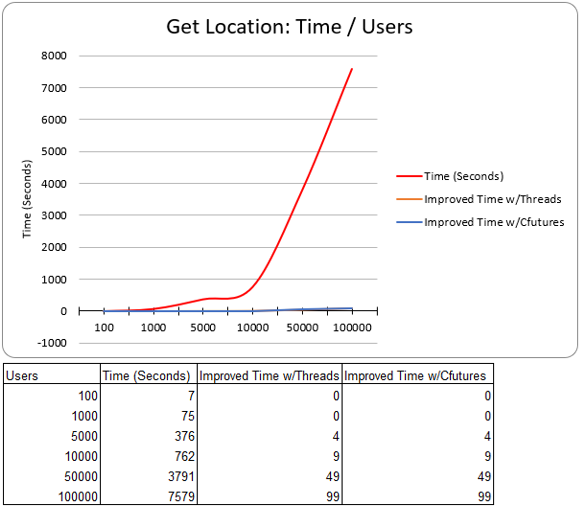 Get Location: Time / Users
8000
7000
6000
5000
4000
3000
2000
1000
0
-1000
Time (Seconds)
100 1000 5000 10000 50000 100000
Time (Seconds)
Improved Time w/Threads
Improved Time w/Cfutures
Users Time (Seconds) Improved Time w/Threads Improved Time w/Cfutures
100 7 0 0
1000 75 0 0
5000 376 4 4
10000 762 9 9
50000 3791 49 49
100000 7579 99 99